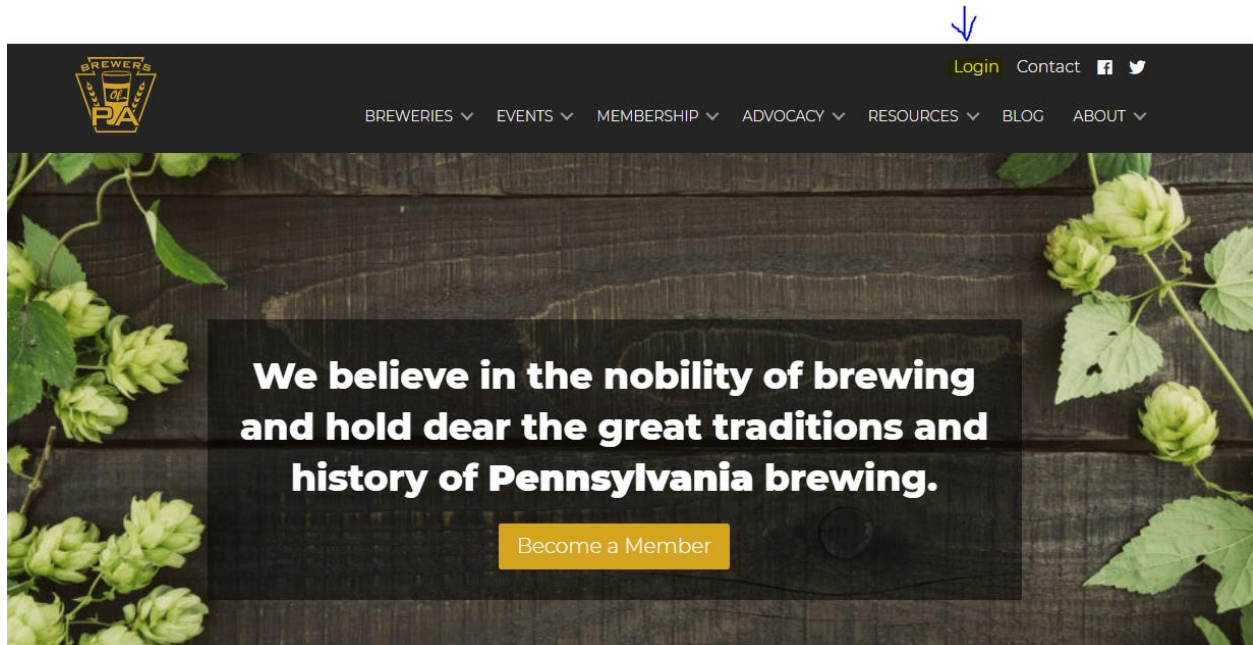 Login Contact
BREWERS
Of
PA
BREWERIES EVENTS MEMBERSHIP ADVOCACY RESOURCES BLOG ABOUT
We believe in the nobility of brewing
and hold dear the great traditions and
history of Pennsylvania brewing.
Become a Member